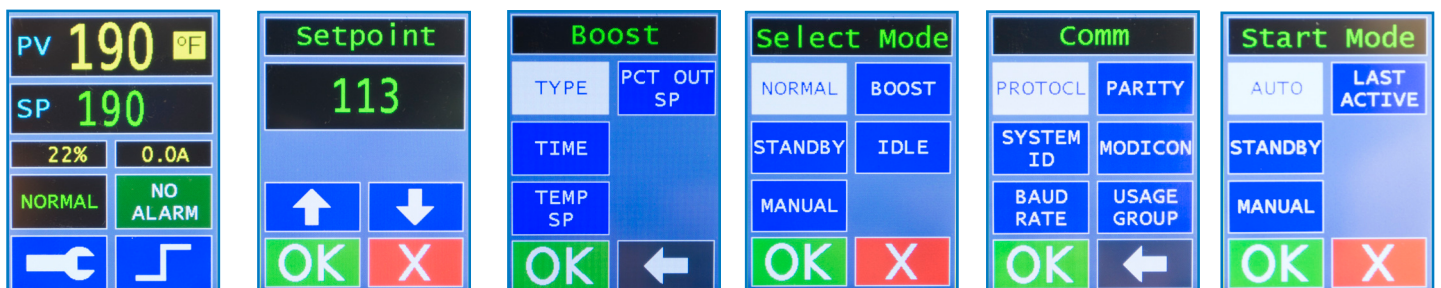 PV 190 °F
SP 190
22% 0.0A
NORMAL
NO
ALARM
Setpoint
113
OK X
Boost
TYPE
PCT OUT
SP
TIME
TEMP
SP
OK
Select Mode
NORMAL BOOST
STANDBY IDLE
MANUAL
OK X
Comm
PROTOCL PARITY
SYSTEM
ID
MODICON
BAUD
RATE
USAGE
GROUP
OK
Start Mode
AUTO
LAST
ACTIVE
STANDBY
MANUAL
OK X